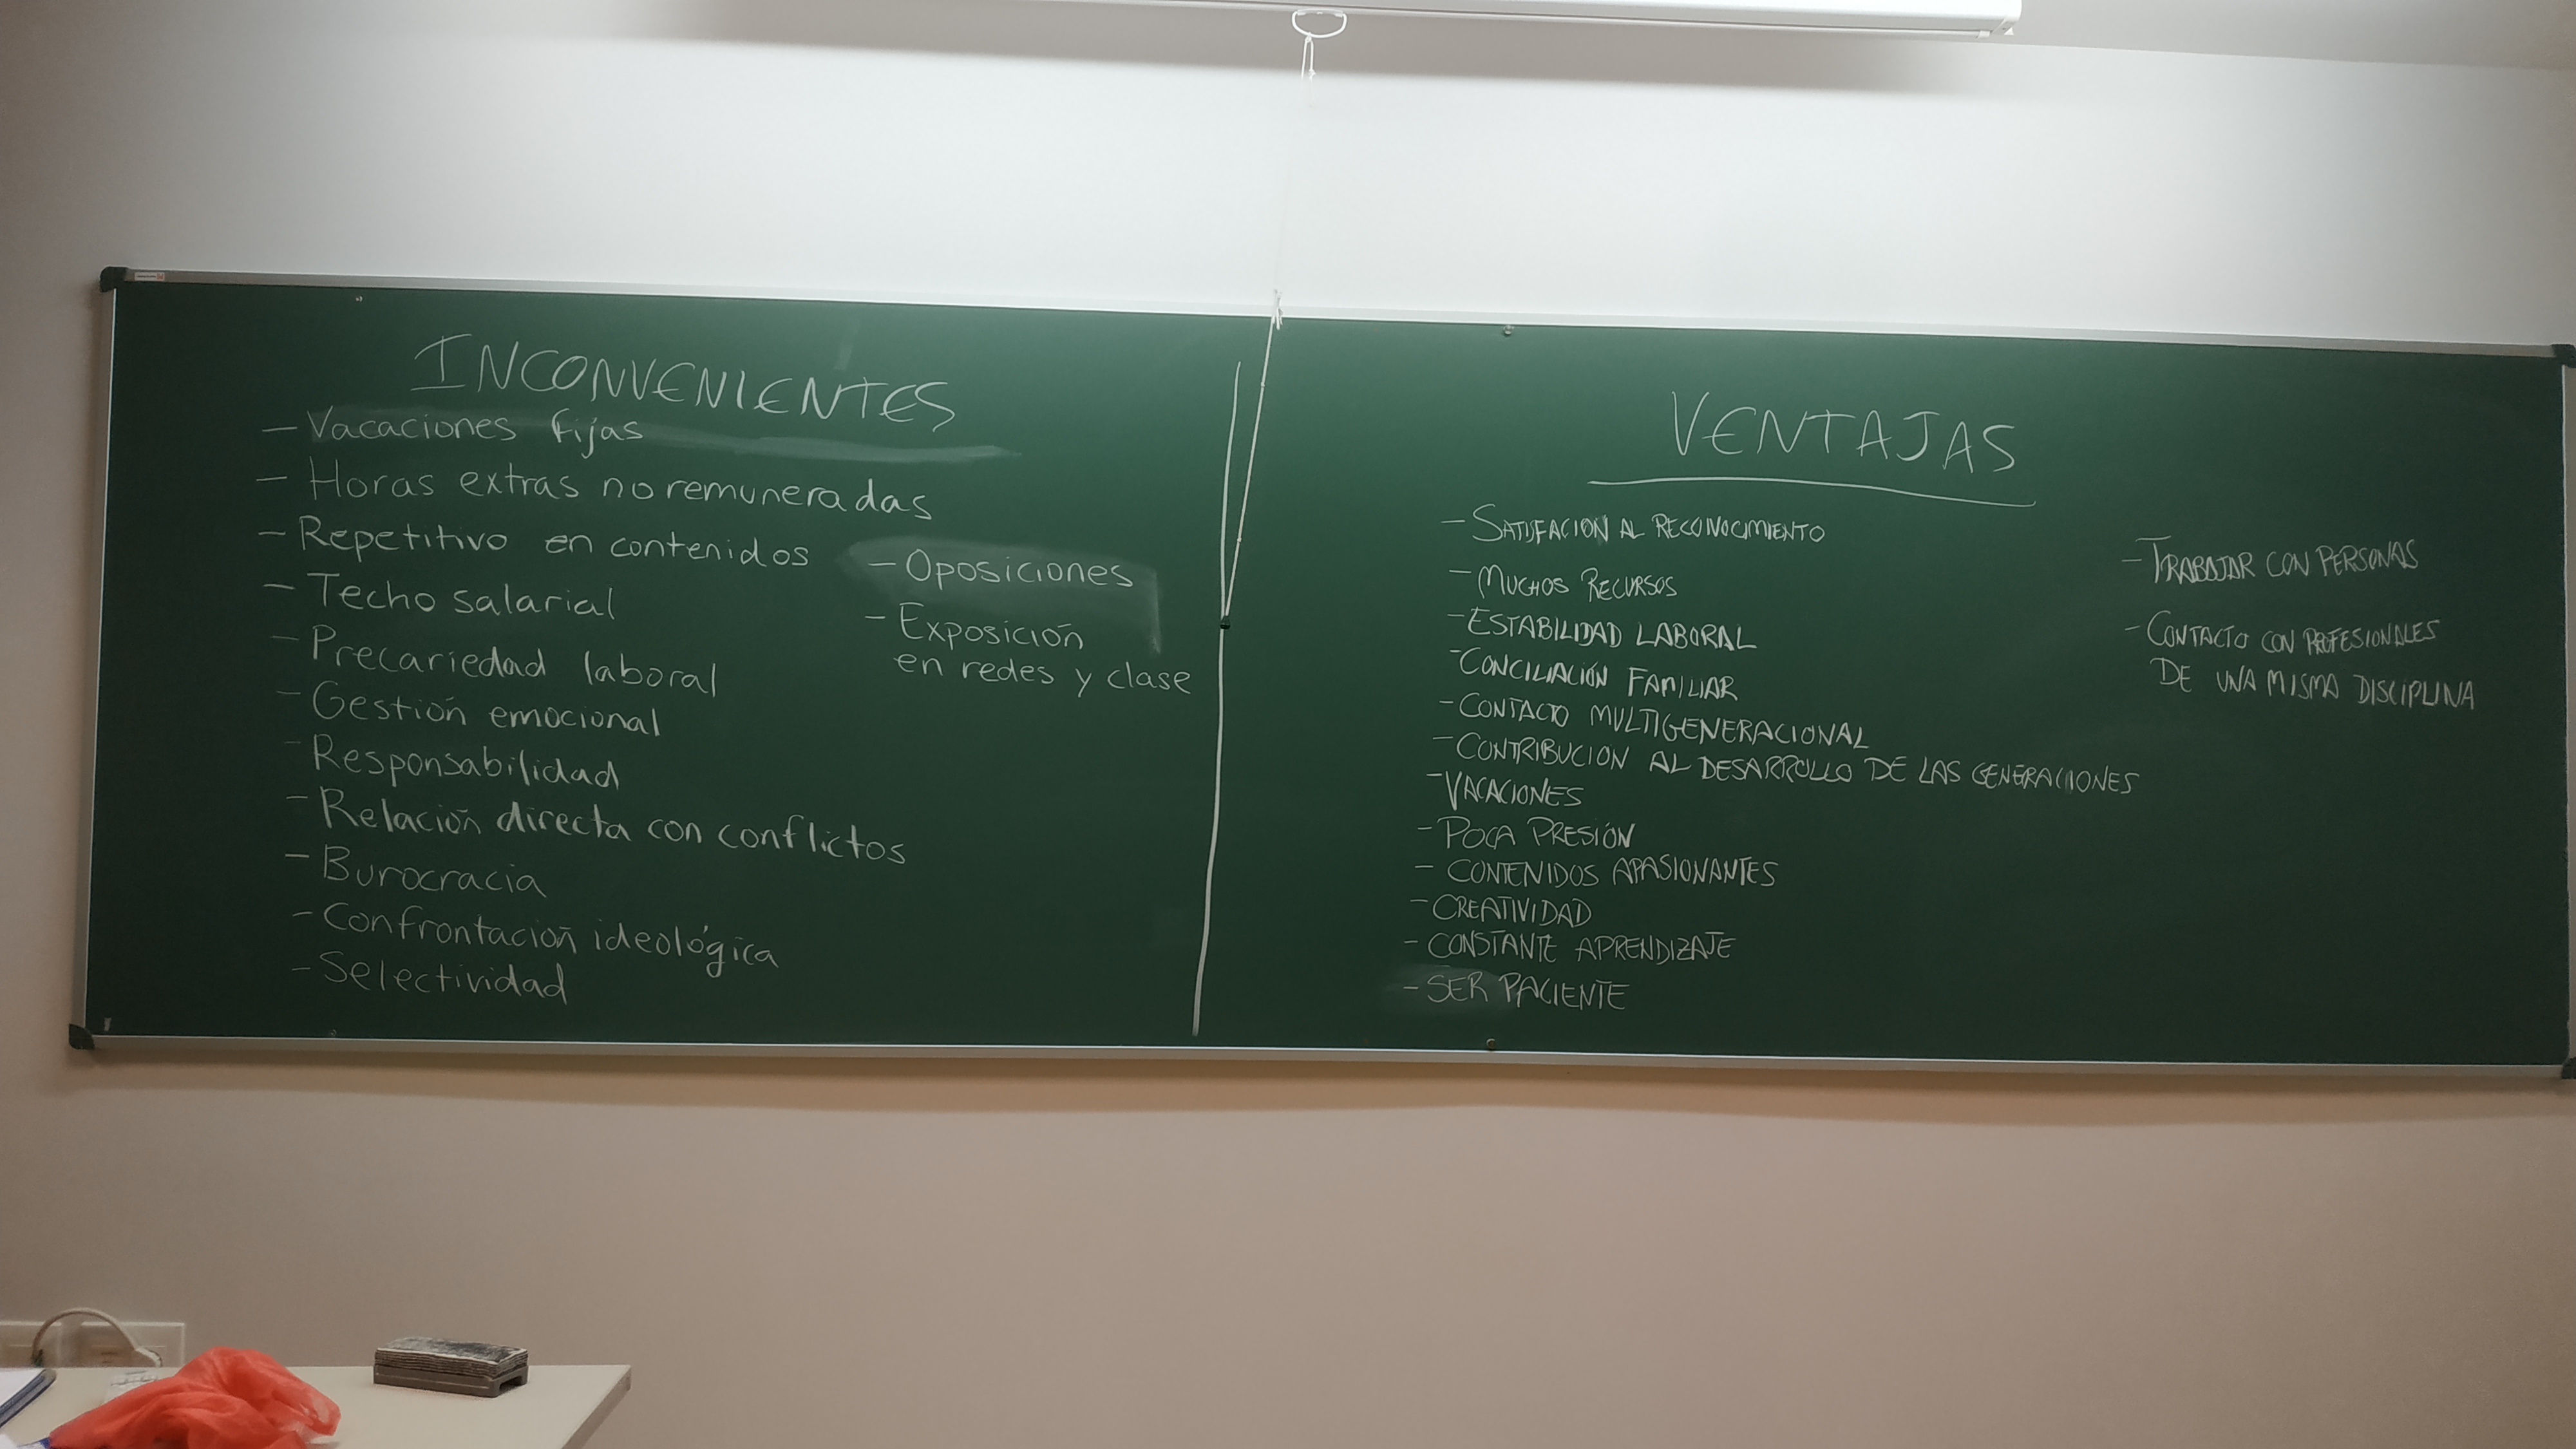 INCONVENIENTES
- Vacaciones fijas
- Horas extras no remuneradas
- Repetitivo en contenidos
- Techo salarial
- Precariedad laboral
- Gestión emocional
- Responsabilidad
- Relación directa con conflictos
- Burocracia
- Confrontación ideológica
- Selectividad
- Oposiciones
- Exposición
en redes y clase
VENTAJAS
- SATISFACION AL RECONOCIMIENTO
- MUCHOS RECURSOS
- ESTABILIDAD LABORAL
- CONCILIACIÓN FAMILIAR
- CONTACTO MULTIGENERACIONAL
- CONTRIBUCION AL DESARROLLO DE LAS GENERACIONES
- VACACIONES
- POCA PRESIÓN
- CONTENIDOS APASIONANTES
- CREATIVIDAD
- CONSTANTE APRENDIZAJE
- SER PACIENTE
- TRABAJAR CON PERSONAS
- CONTACTO CON PROFESIONALES
DE UNA MISMA DISCIPLINA